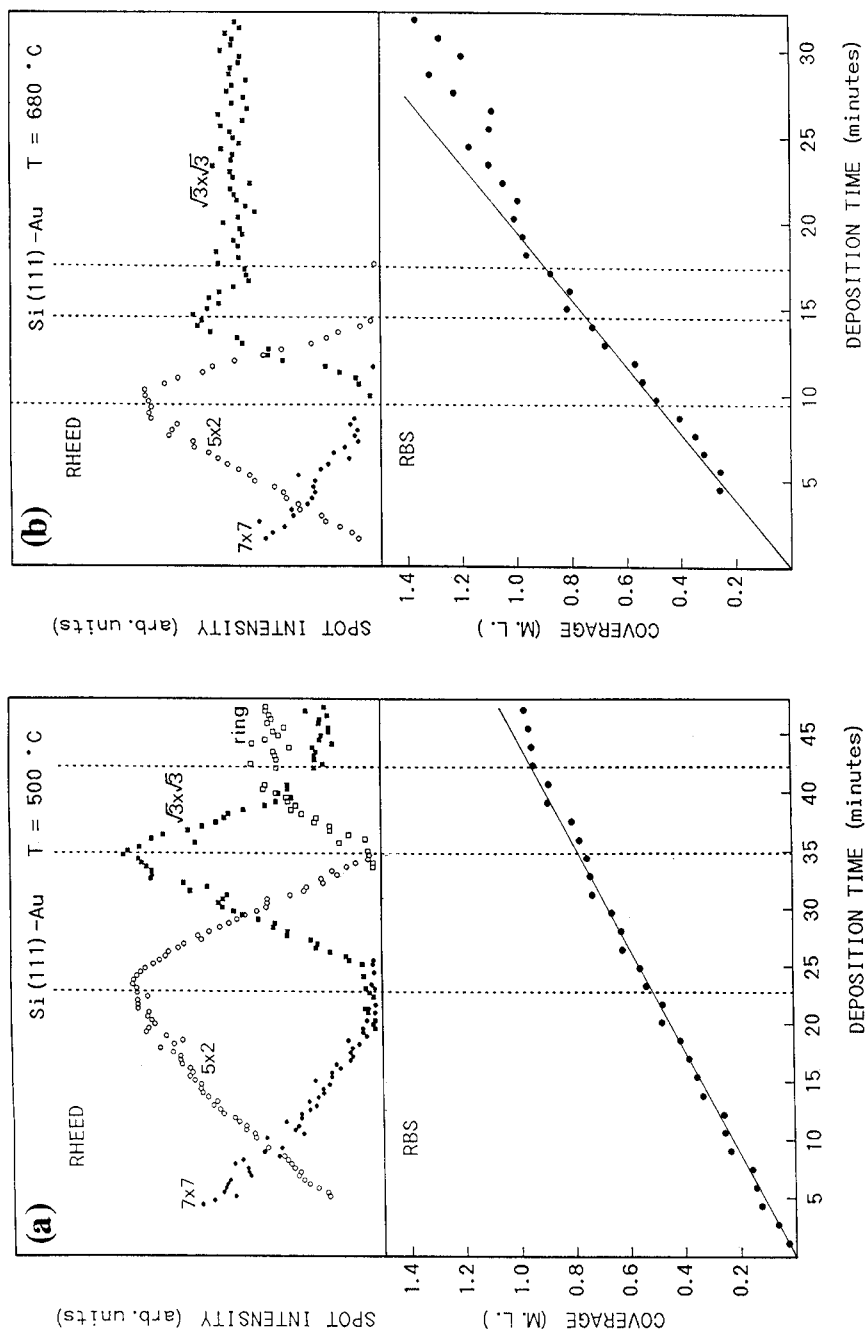 (a)
Si(111)-Au T = 500 °C
RHEED
7x7
5x2
√3x√3
ring
SPOT INTENSITY (arb.units)
RBS
COVERAGE (M.L.)
1.4
1.2
1.0
0.8
0.6
0.4
0.2
5 10 15 20 25 30 35 40 45
DEPOSITION TIME (minutes)
(b)
Si(111)-Au T = 680 °C
RHEED
7x7
5x2
√3x√3
SPOT INTENSITY (arb.units)
RBS
COVERAGE (M.L.)
1.4
1.2
1.0
0.8
0.6
0.4
0.2
5 10 15 20 25 30
DEPOSITION TIME (minutes)